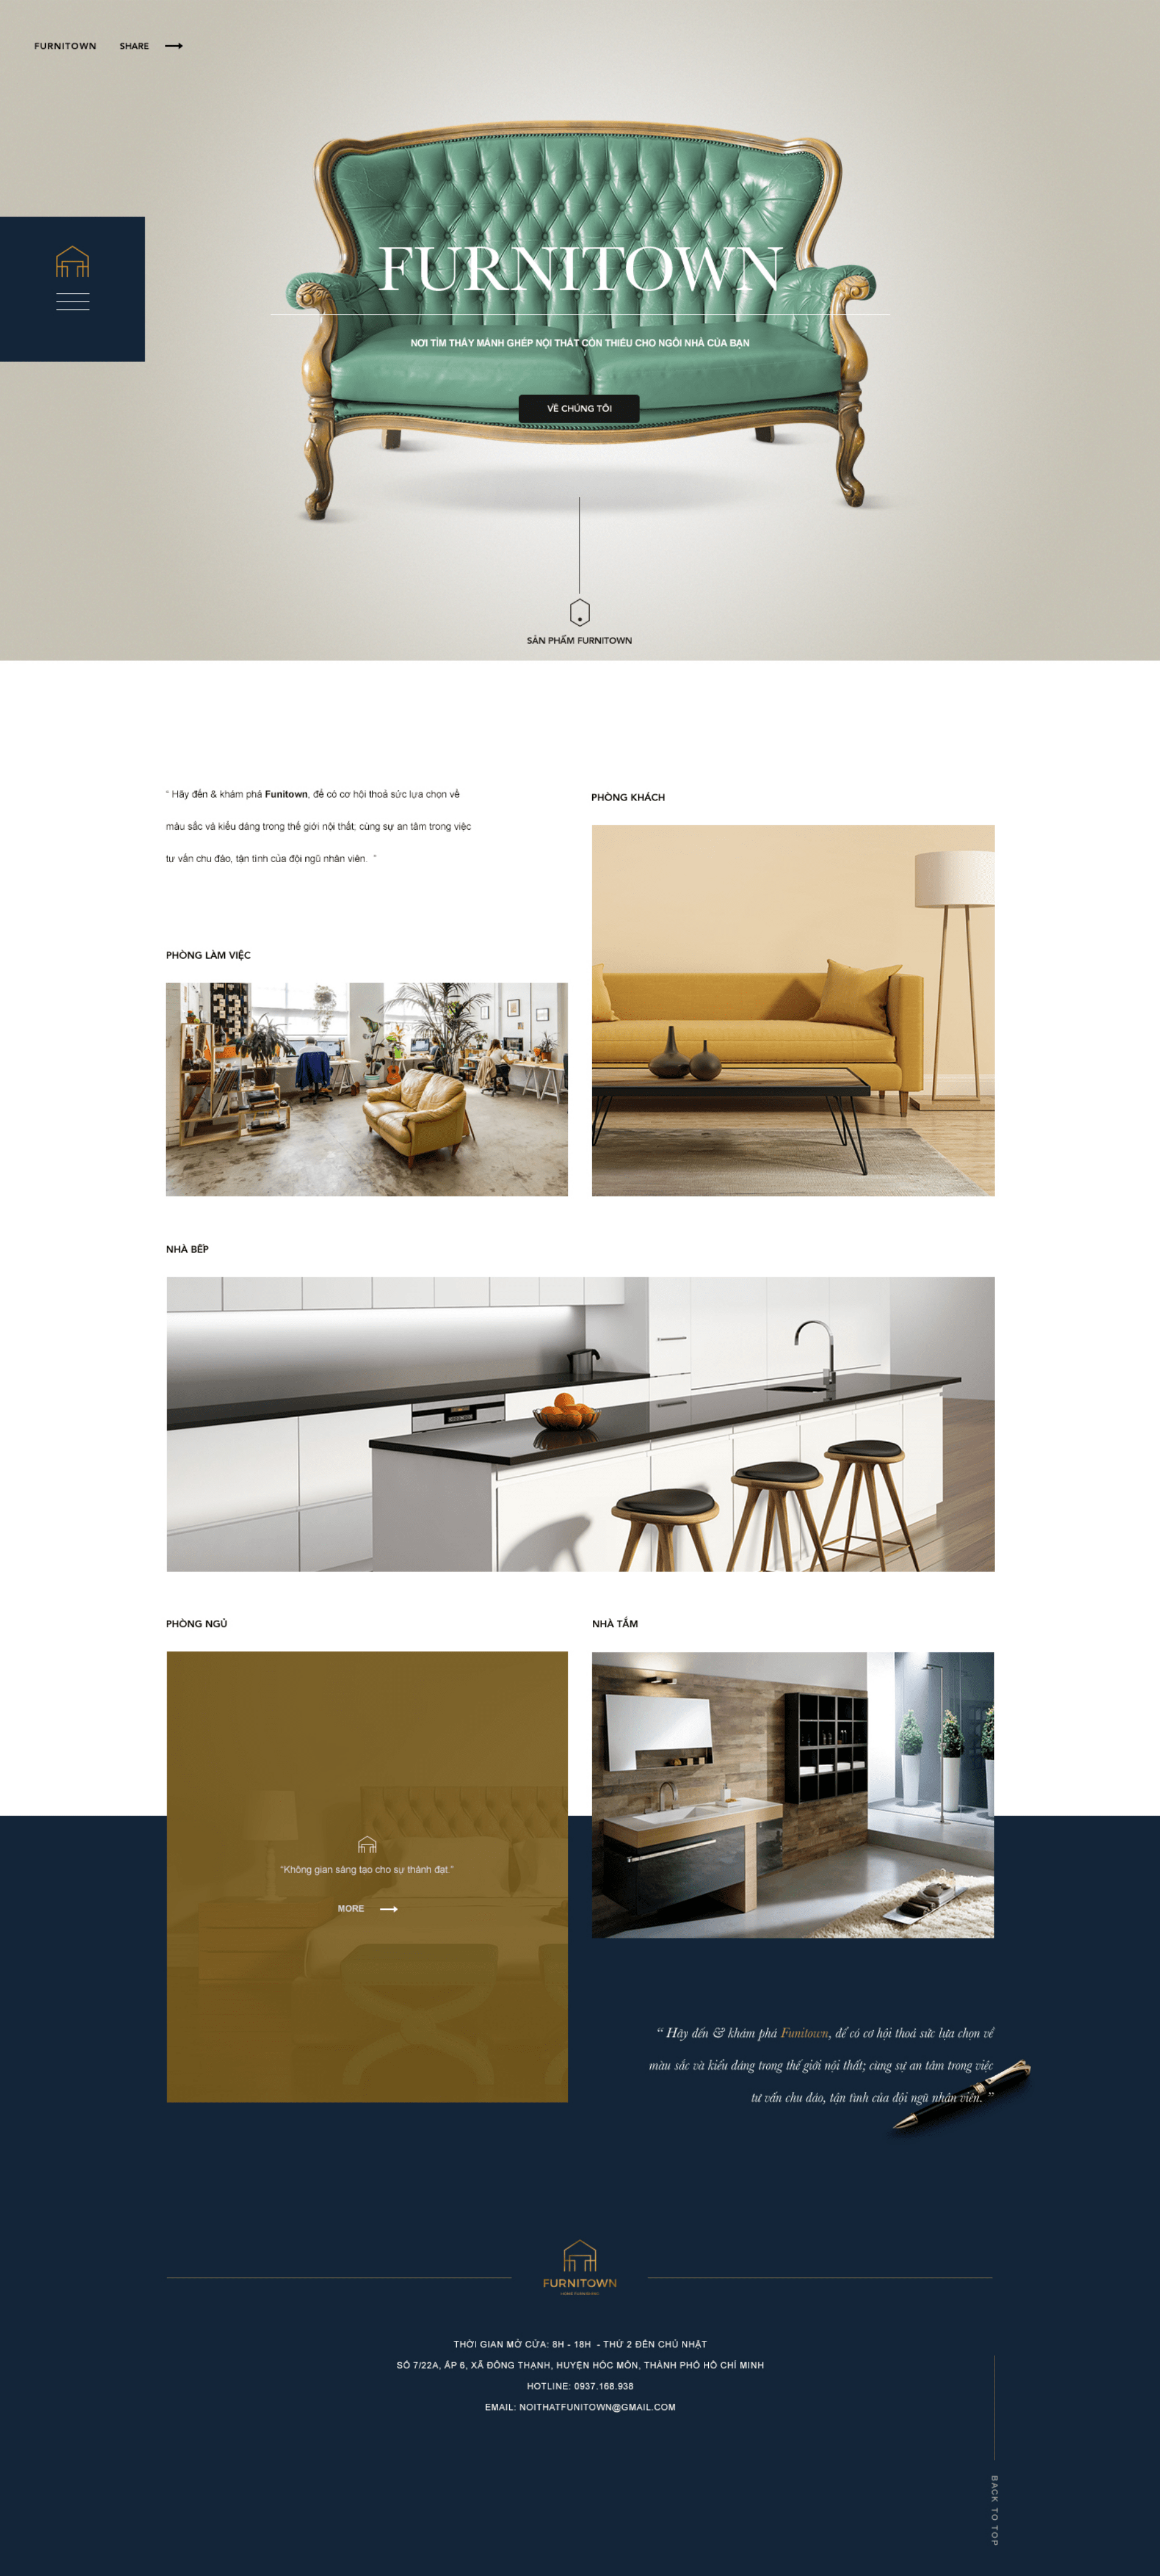 FURNITOWN SHARE
FURNITOWN
NƠI TÌM THẤY MẢNH GHÉP NỘI THẤT CÒN THIẾU CHO NGÔI NHÀ CỦA BẠN
VỀ CHÚNG TÔI
SẢN PHẨM FURNITOWN
“ Hãy đến & khám phá Funitown, để có cơ hội thoả sức lựa chọn về
màu sắc và kiểu dáng trong thế giới nội thất; cùng sự an tâm trong việc
tư vấn chu đáo, tận tình của đội ngũ nhân viên. ”
PHÒNG KHÁCH
PHÒNG LÀM VIỆC
NHÀ BẾP
PHÒNG NGỦ
NHÀ TẮM
“Không gian sáng tạo cho sự thành đạt.”
MORE
“ Hãy đến & khám phá Funitown, để có cơ hội thoả sức lựa chọn về
màu sắc và kiểu dáng trong thế giới nội thất; cùng sự an tâm trong việc
tư vấn chu đáo, tận tình của đội ngũ nhân viên. ”
FURNITOWN
THỜI GIAN MỞ CỬA: 8H - 18H - THỨ 2 ĐẾN CHỦ NHẬT
SỐ 7/22A, ẤP 6, XÃ ĐÔNG THẠNH, HUYỆN HÓC MÔN, THÀNH PHỐ HỒ CHÍ MINH
HOTLINE: 0937.168.938
EMAIL: NOITHATFUNITOWN@GMAIL.COM
BACK TO TOP